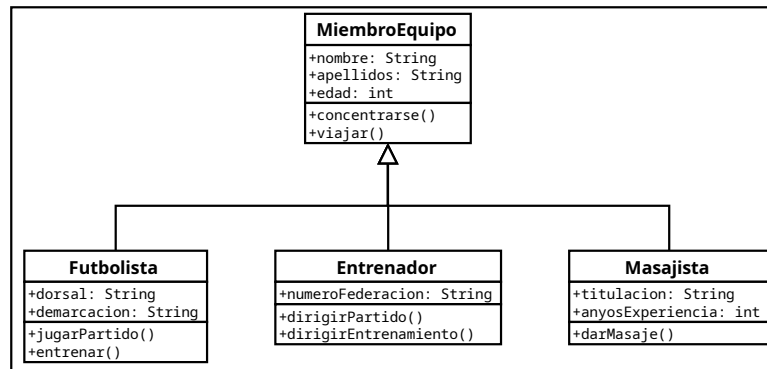 MiembroEquipo
+nombre: String
+apellidos: String
+edad: int
+concentrarse()
+viajar()
Futbolista
+dorsal: String
+demarcacion: String
+jugarPartido()
+entrenar()
Entrenador
+numeroFederacion: String
+dirigirPartido()
+dirigirEntrenamiento()
Masajista
+titulacion: String
+anyosExperiencia: int
+darMasaje()